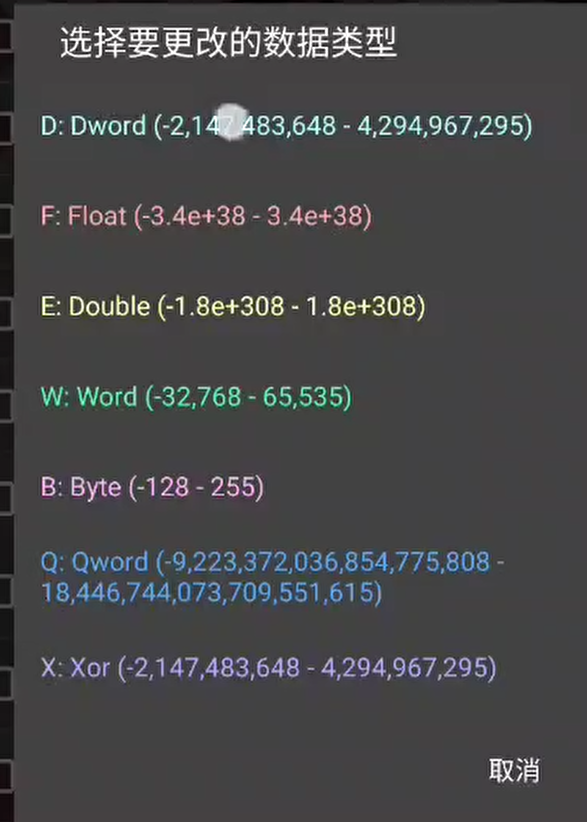 选择要更改的数据类型
D: Dword (-2,147,483,648 - 4,294,967,295)
F: Float (-3.4e+38 - 3.4e+38)
E: Double (-1.8e+308 - 1.8e+308)
W: Word (-32,768 - 65,535)
B: Byte (-128 - 255)
Q: Qword (-9,223,372,036,854,775,808 -
18,446,744,073,709,551,615)
X: Xor (-2,147,483,648 - 4,294,967,295)
取消